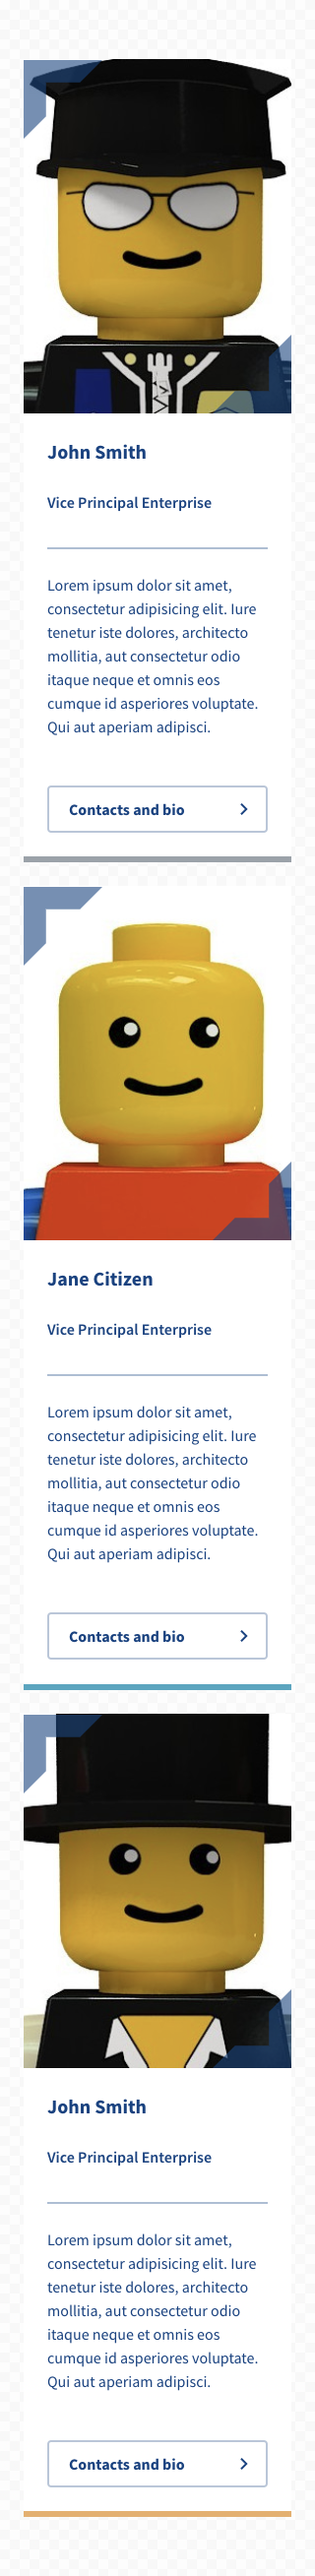 John Smith
Vice Principal Enterprise
Lorem ipsum dolor sit amet,
consectetur adipisicing elit. Iure
tenetur iste dolores, architecto
mollitia, aut consectetur odio
itaque neque et omnis eos
cumque id asperiores voluptate.
Qui aut aperiam adipisci.
Contacts and bio
Jane Citizen
Vice Principal Enterprise
Lorem ipsum dolor sit amet,
consectetur adipisicing elit. Iure
tenetur iste dolores, architecto
mollitia, aut consectetur odio
itaque neque et omnis eos
cumque id asperiores voluptate.
Qui aut aperiam adipisci.
Contacts and bio
John Smith
Vice Principal Enterprise
Lorem ipsum dolor sit amet,
consectetur adipisicing elit. Iure
tenetur iste dolores, architecto
mollitia, aut consectetur odio
itaque neque et omnis eos
cumque id asperiores voluptate.
Qui aut aperiam adipisci.
Contacts and bio